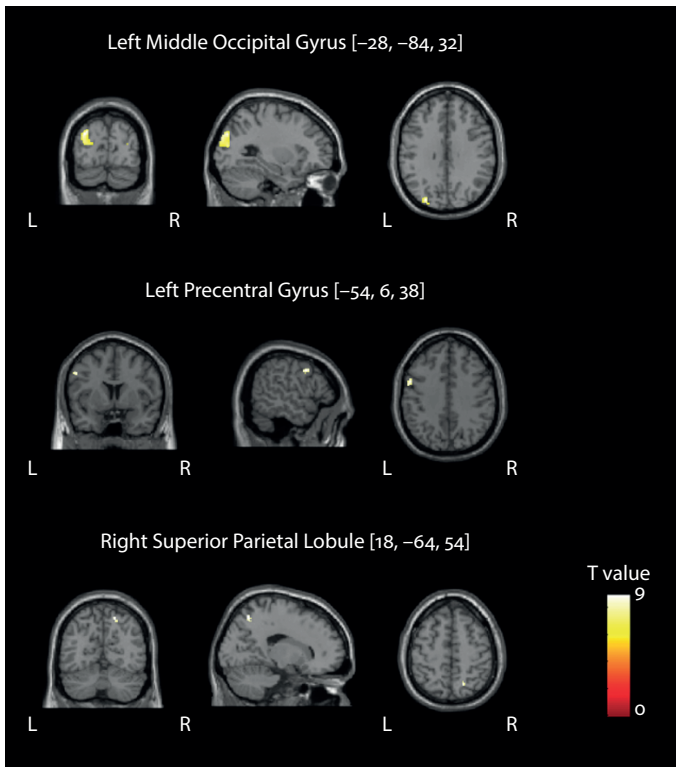 Left Middle Occipital Gyrus [–28, –84, 32]
L R L R
Left Precentral Gyrus [–54, 6, 38]
L R L R
Right Superior Parietal Lobule [18, –64, 54]
L R L R
T value
9
0